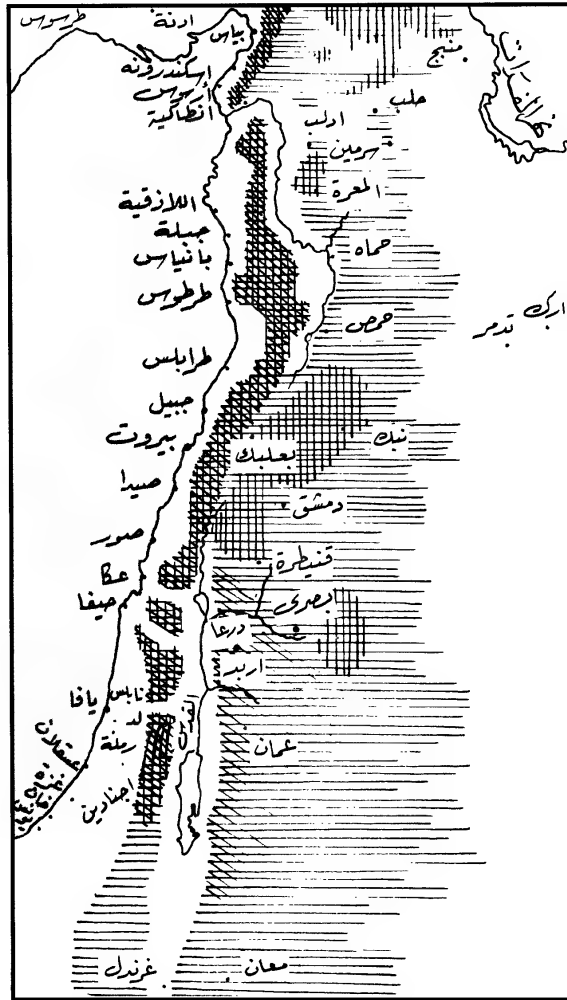 طرسوس
ادنة
بياس
اسكندرونه
ارسوس
انطاكية
منبج
حلب
ادلب
سرمين
المعرة
اللاذقية
جبلة
بانياس
طرطوس
حماه
حمص
ارك
تدمر
طرابلس
جبيل
بيروت
بعلبك
نبك
صيدا
دمشق
صور
قنيطرة
عكا
حيفا
بصرى
درعا
اربد
نابلس
يافا
لد
القدس
رملة
عمان
عسقلان
اجنادين
غزة
غرندل
معان